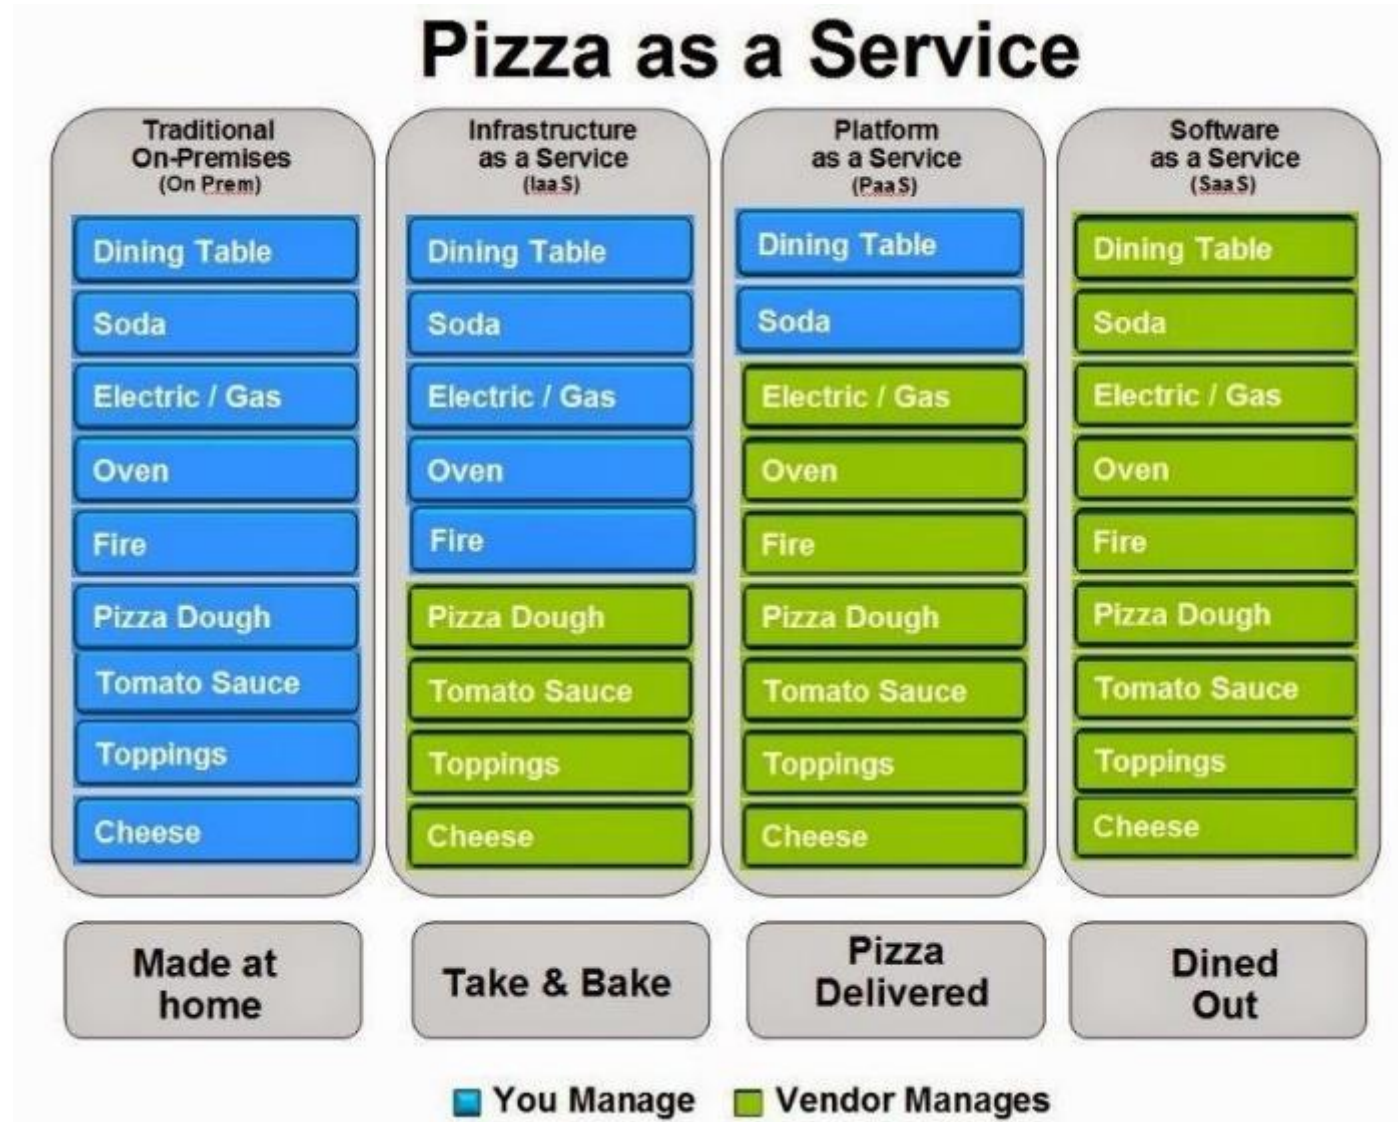 Pizza as a Service
Traditional
On-Premises
(On Prem)
Dining Table
Soda
Electric / Gas
Oven
Fire
Pizza Dough
Tomato Sauce
Toppings
Cheese
Made at
home
Infrastructure
as a Service
(IaaS)
Dining Table
Soda
Electric / Gas
Oven
Fire
Pizza Dough
Tomato Sauce
Toppings
Cheese
Take & Bake
Platform
as a Service
(PaaS)
Dining Table
Soda
Electric / Gas
Oven
Fire
Pizza Dough
Tomato Sauce
Toppings
Cheese
Pizza
Delivered
Software
as a Service
(SaaS)
Dining Table
Soda
Electric / Gas
Oven
Fire
Pizza Dough
Tomato Sauce
Toppings
Cheese
Dined
Out
You Manage
Vendor Manages